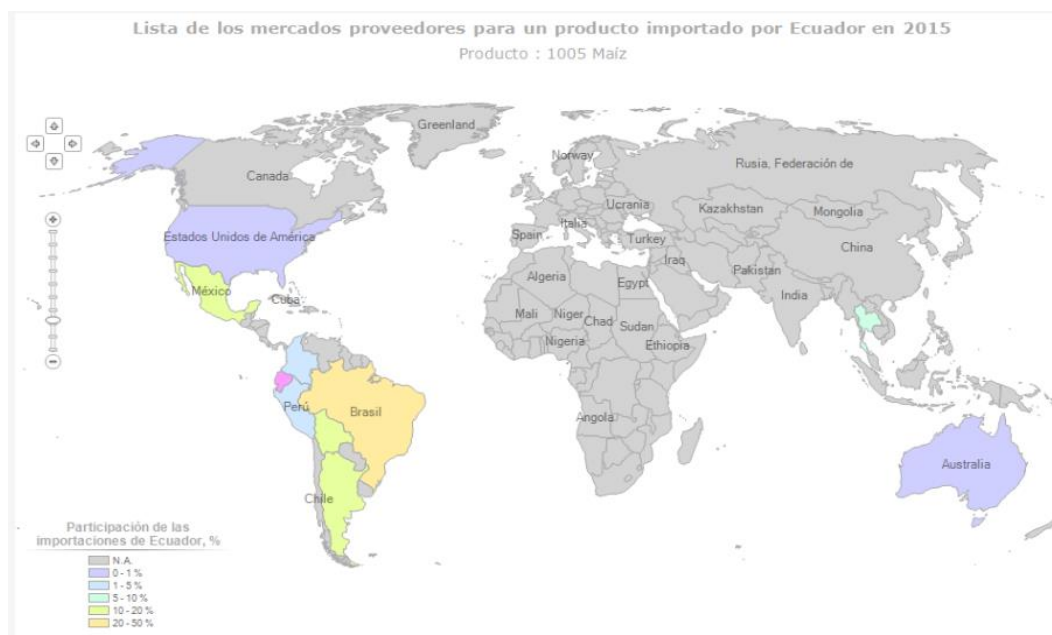 Lista de los mercados proveedores para un producto importado por Ecuador en 2015
Producto : 1005 Maíz
Greenland
Norway
Rusia, Federación de
Canada
Ucrania
Kazakhstan
Mongolia
Italia
Estados Unidos de América
Spain
Turkey
China
Iraq
Algeria
Egypt
Pakistan
México
Cuba
India
Mali
Niger
Chad
Sudan
Nigeria
Ethiopia
Perú
Brasil
Angola
Australia
Chile
Participación de las
importaciones de Ecuador, %
N.A.
0 - 1 %
1 - 5 %
5 - 10 %
10 - 20 %
20 - 50 %